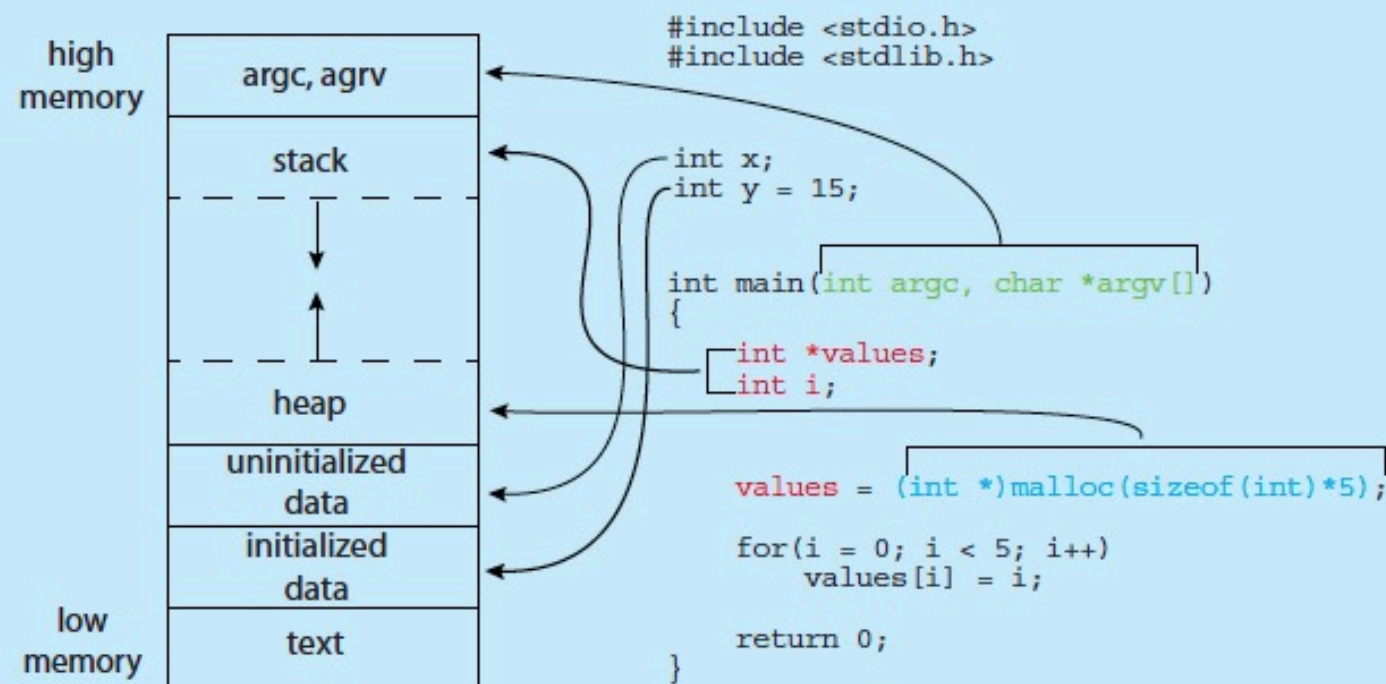 high
memory
argc, agrv
stack
heap
uninitialized
data
initialized
data
low
memory
text
#include <stdio.h>
#include <stdlib.h>
int x;
int y = 15;
int main(int argc, char *argv[])
{
int *values;
int i;
values = (int *)malloc(sizeof(int)*5);
for(i = 0; i < 5; i++)
values[i] = i;
return 0;
}